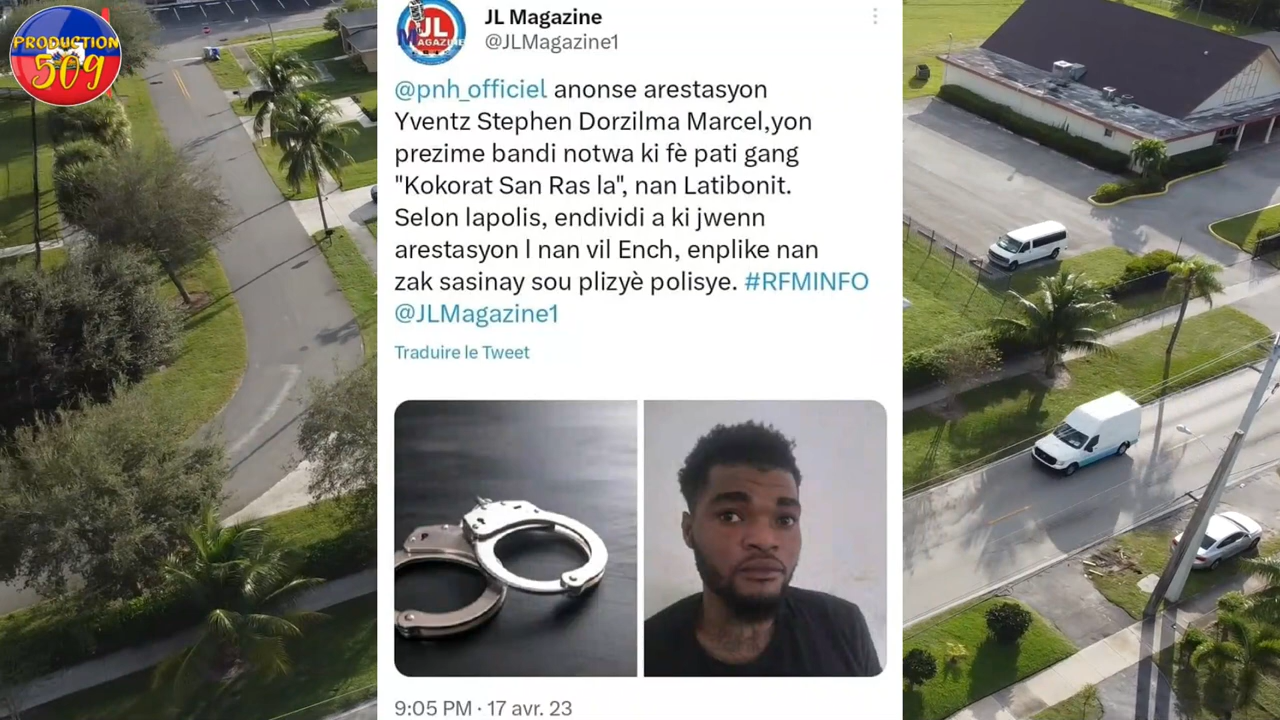 PRODUCTION
509
JL
MAGAZINE
JL Magazine
@JLMagazine1
@pnh_officiel anonse arestasyon
Yventz Stephen Dorzilma Marcel,yon
prezime bandi notwa ki fè pati gang
"Kokorat San Ras la", nan Latibonit.
Selon lapolis, endividi a ki jwenn
arestasyon l nan vil Ench, enplike nan
zak sasinay sou plizyè polisye. #RFMINFO
@JLMagazine1
Traduire le Tweet
9:05 PM · 17 avr. 23